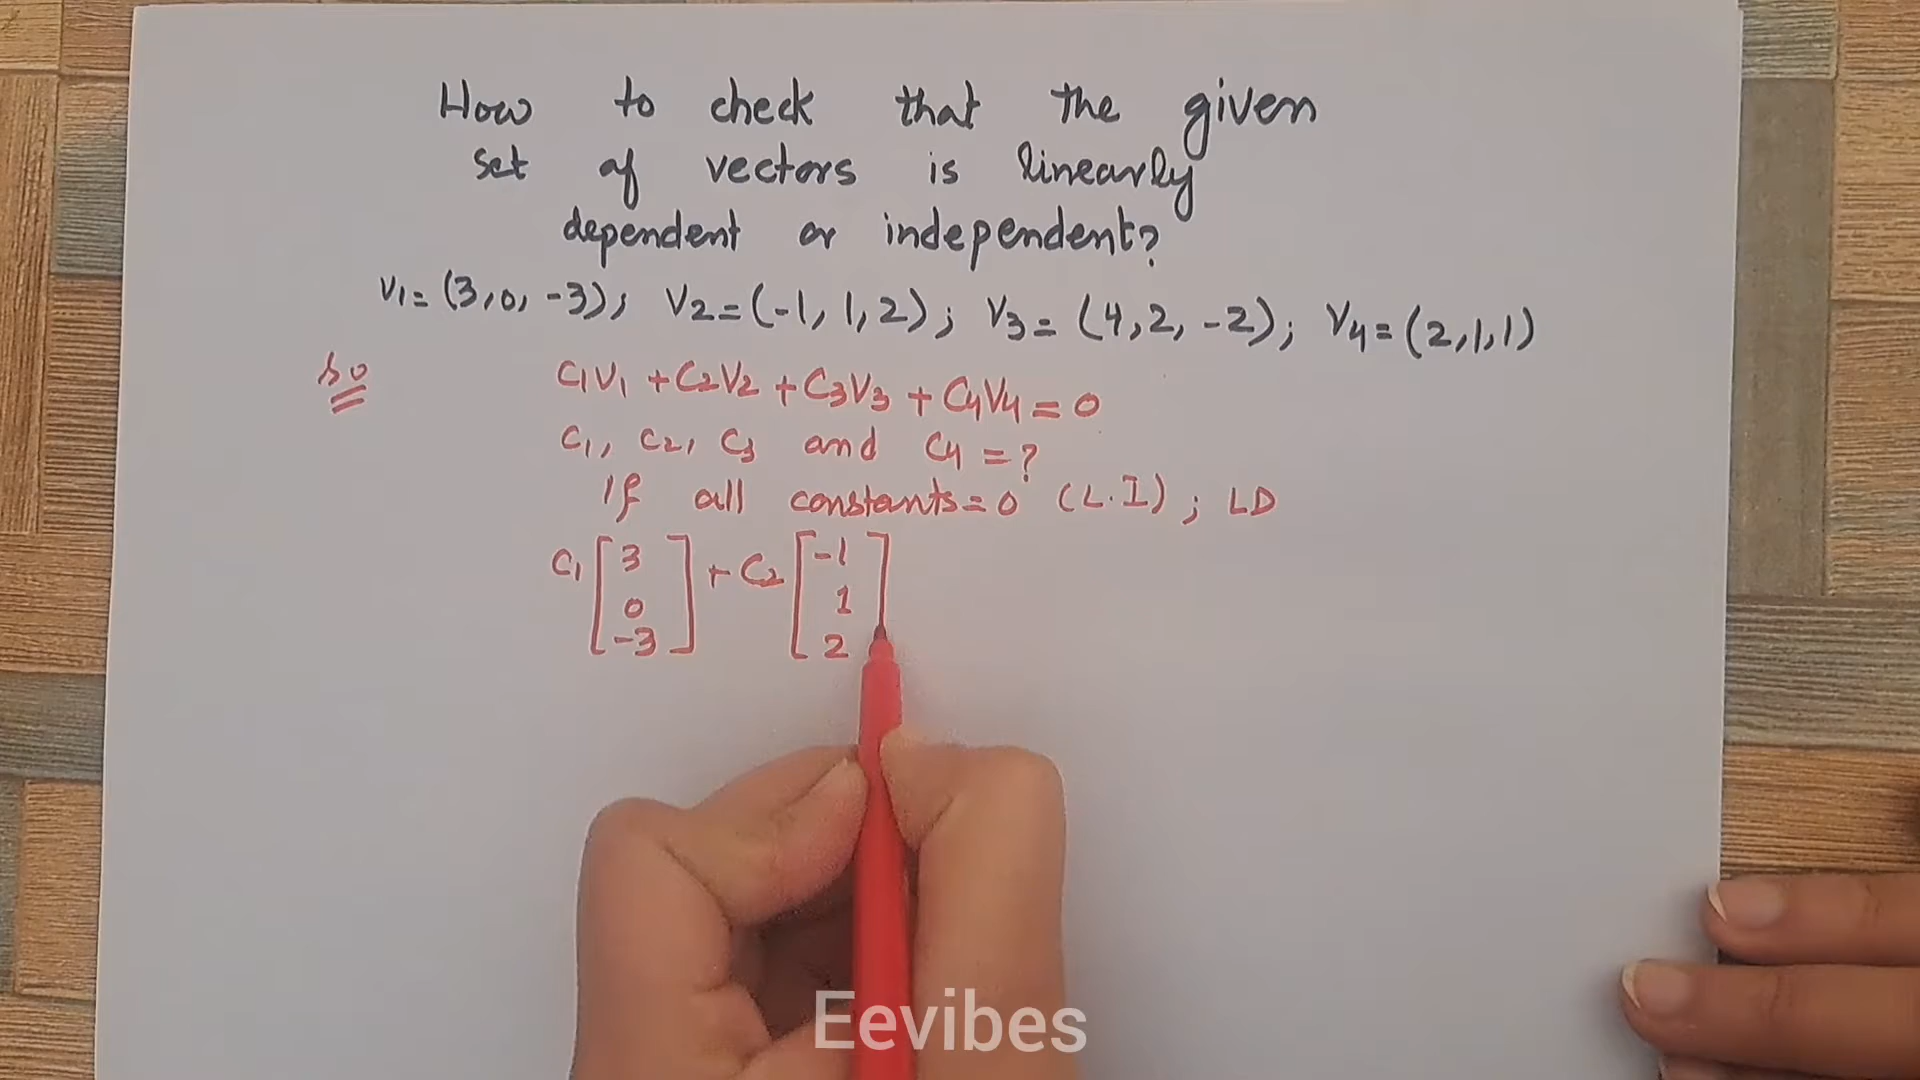 How to check that the given
set of vectors is linearly
dependent or independent?
V1=(3,0,-3); V2=(-1,1,2); V3=(4,2,-2); V4=(2,1,1)
so
C1V1+C2V2+C3V3+C4V4=0
C1, C2, C3 and C4=?
If all constants=0 (L.I); LD
C1[3 0 -3]+C2[-1 1 2]
Eevibes